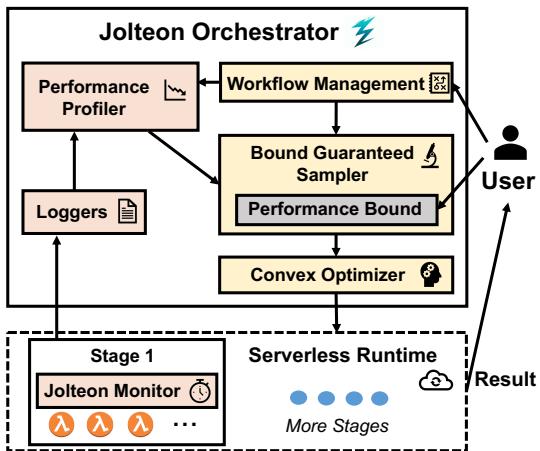 Jolteon Orchestrator
Performance
Profiler
Workflow Management
Bound Guaranteed
Sampler
Performance Bound
User
Loggers
Convex Optimizer
Stage 1
Jolteon Monitor
λ λ λ ...
Serverless Runtime
More Stages
Result